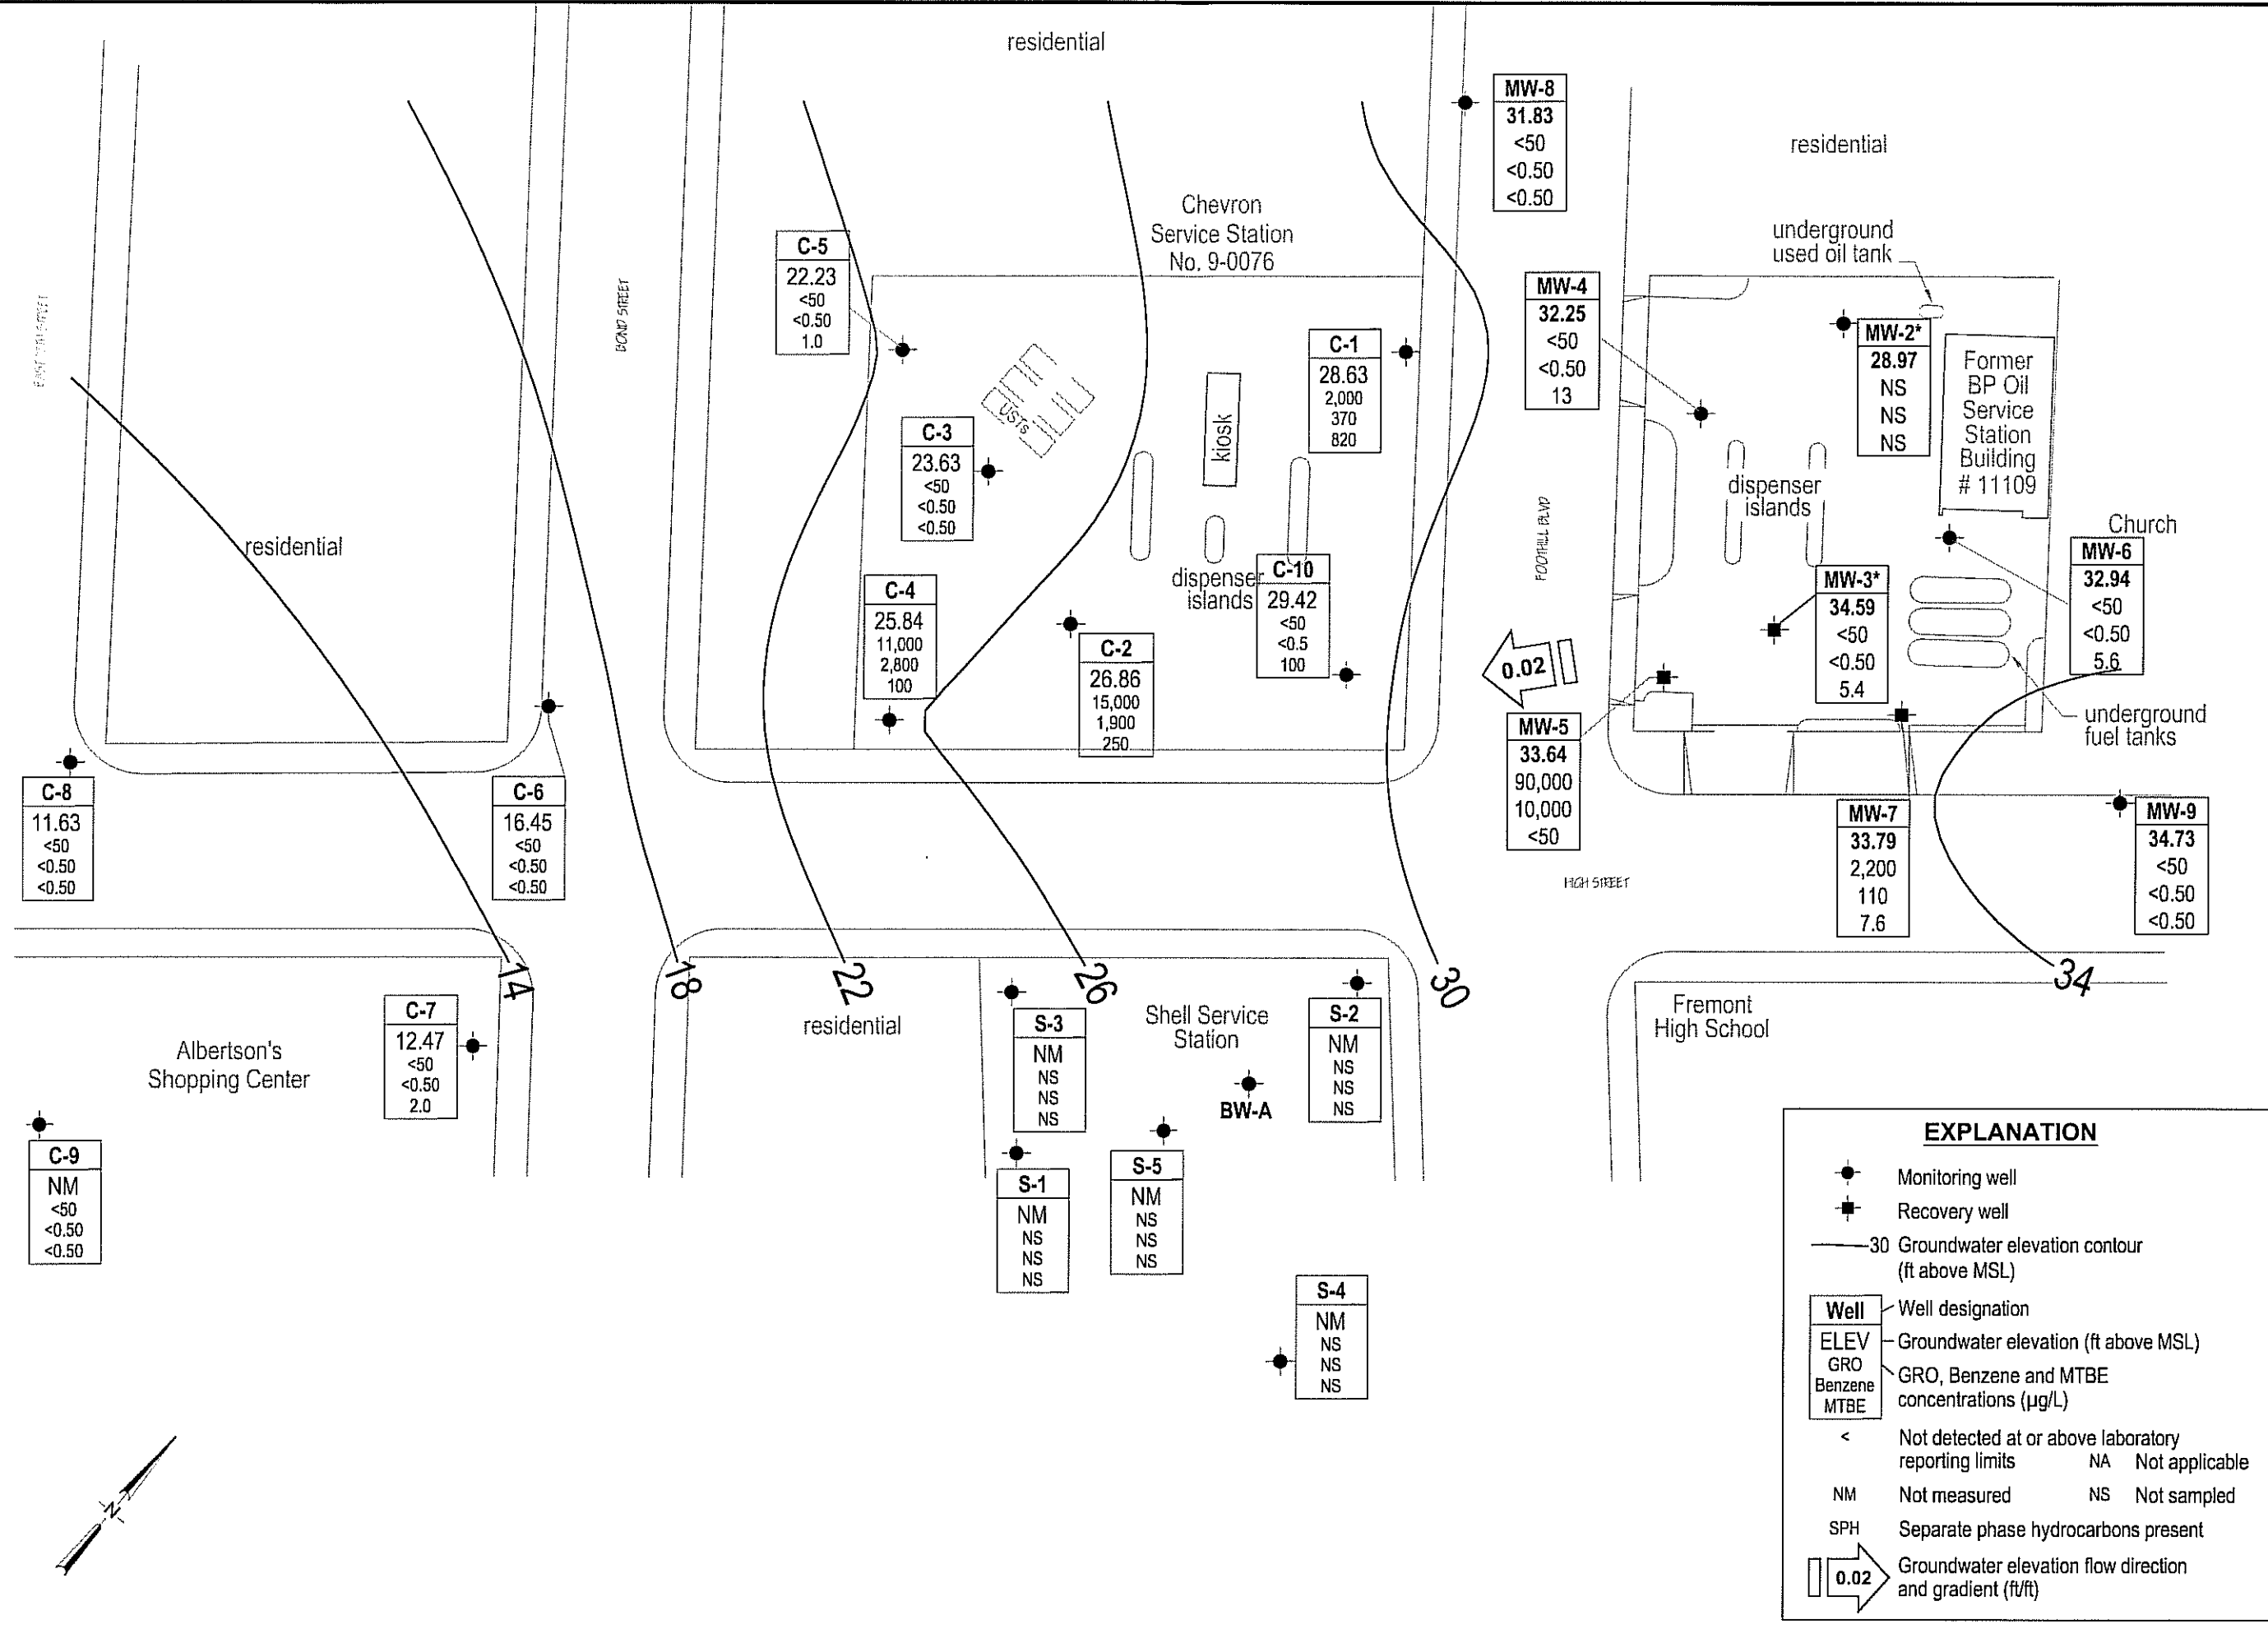 residential
MW-8
31.83
<50
<0.50
<0.50
residential
Chevron
Service Station
No. 9-0076
underground
used oil tank
C-5
22.23
<50
<0.50
1.0
BOND STREET
MW-4
32.25
<50
<0.50
13
MW-2*
28.97
NS
NS
NS
Former
BP Oil
Service
Station
Building
# 11109
C-1
28.63
2,000
370
820
USTs
kiosk
C-3
23.63
<50
<0.50
<0.50
dispenser
islands
FOOTHILL BLVD
residential
Church
MW-6
32.94
<50
<0.50
5.6
C-4
25.84
11,000
2,800
100
dispenser
islands
C-10
29.42
<50
<0.5
100
MW-3*
34.59
<50
<0.50
5.4
C-2
26.86
15,000
1,900
250
0.02
underground
fuel tanks
MW-5
33.64
90,000
10,000
<50
C-8
11.63
<50
<0.50
<0.50
C-6
16.45
<50
<0.50
<0.50
MW-7
33.79
2,200
110
7.6
MW-9
34.73
<50
<0.50
<0.50
HIGH STREET
14
18
22
26
30
34
C-7
12.47
<50
<0.50
2.0
Albertson's
Shopping Center
residential
S-3
NM
NS
NS
NS
Shell Service
Station
BW-A
S-2
NM
NS
NS
NS
Fremont
High School
C-9
NM
<50
<0.50
<0.50
S-1
NM
NS
NS
NS
S-5
NM
NS
NS
NS
S-4
NM
NS
NS
NS
N
EXPLANATION
Monitoring well
Recovery well
30 Groundwater elevation contour
(ft above MSL)
Well Well designation
ELEV Groundwater elevation (ft above MSL)
GRO
Benzene
MTBE
GRO, Benzene and MTBE
concentrations (µg/L)
< Not detected at or above laboratory
reporting limits NA Not applicable
NM Not measured NS Not sampled
SPH Separate phase hydrocarbons present
0.02 Groundwater elevation flow direction
and gradient (ft/ft)